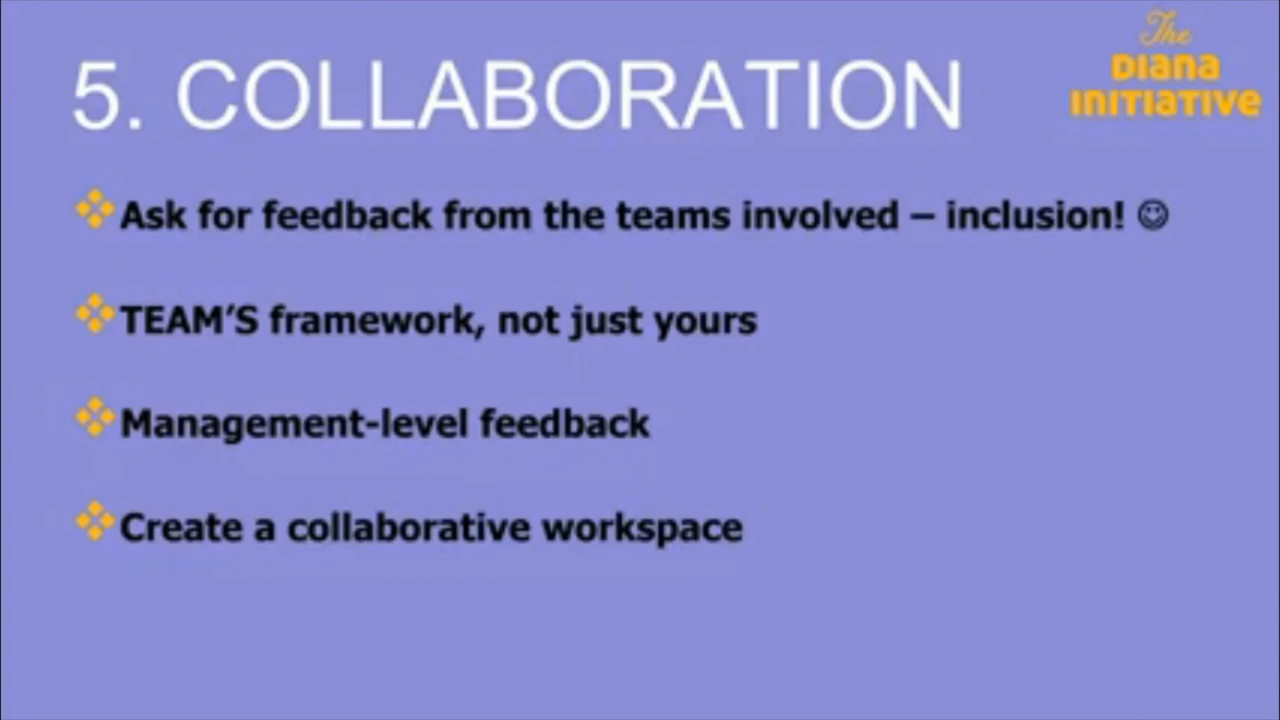 5. COLLABORATION
The
Diana
Initiative
Ask for feedback from the teams involved – inclusion! ☺
TEAM’S framework, not just yours
Management-level feedback
Create a collaborative workspace